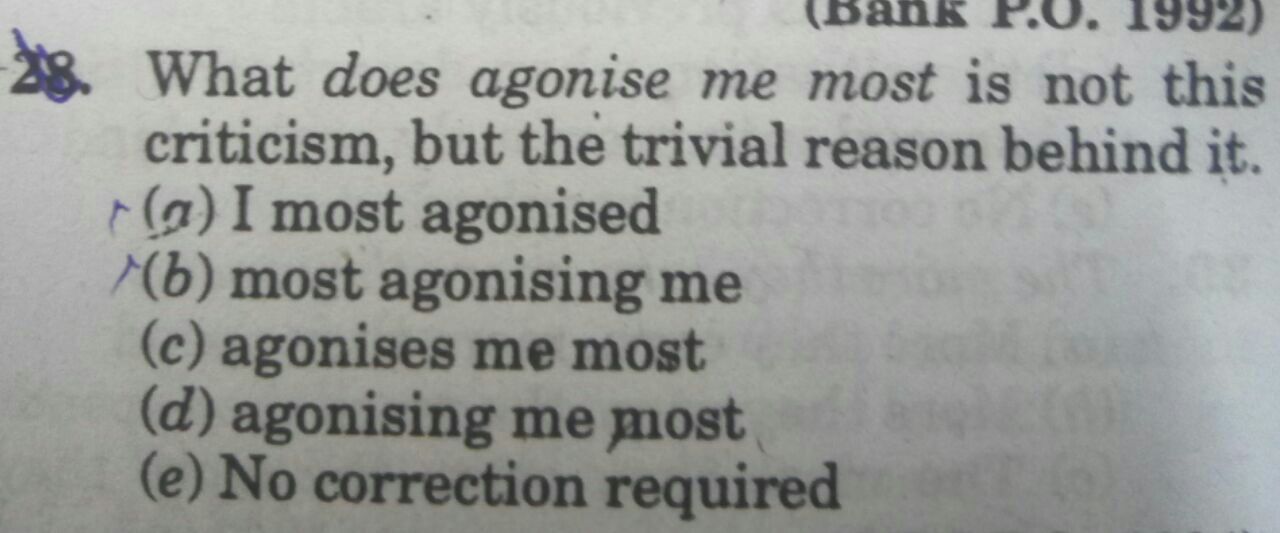 (Bank P.O. 1992)
28. What does agonise me most is not this
criticism, but the trivial reason behind it.
(a) I most agonised
(b) most agonising me
(c) agonises me most
(d) agonising me most
(e) No correction required